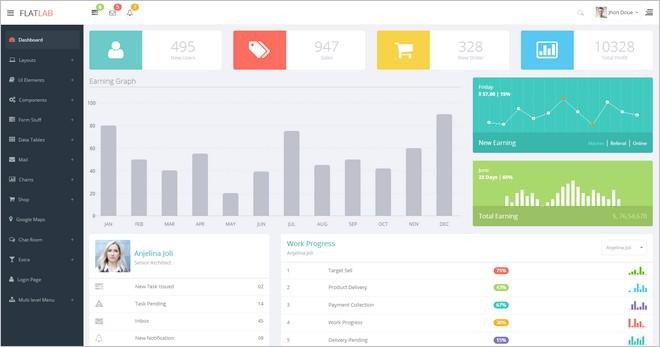 FLATLAB
6
5
7
Jhon Doue
Dashboard
Layouts
UI Elements
Components
Form Stuff
Data Tables
Mail
Charts
Shop
Google Maps
Chat Room
Extra
Login Page
Multi level Menu
495
New Users
947
Sales
328
New Order
10328
Total Profit
Earning Graph
100
80
60
40
20
0
JAN FEB MAR APR MAY JUN JUL AUG SEP OCT NOV DEC
Friday
$ 57,00 | 15%
New Earning
Market | Referal | Online
June
22 Days | 65%
Total Earning
$, 76,54,678
Anjelina Joli
Senior Architect
New Task Issued 02
Task Pending 14
Inbox 45
New Notification 09
Work Progress
Anjelina Joli
Anjelina Joli
1 Target Sell 75%
2 Product Delivery 43%
3 Payment Collection 67%
4 Work Progress 30%
5 Delivery Pending 15%